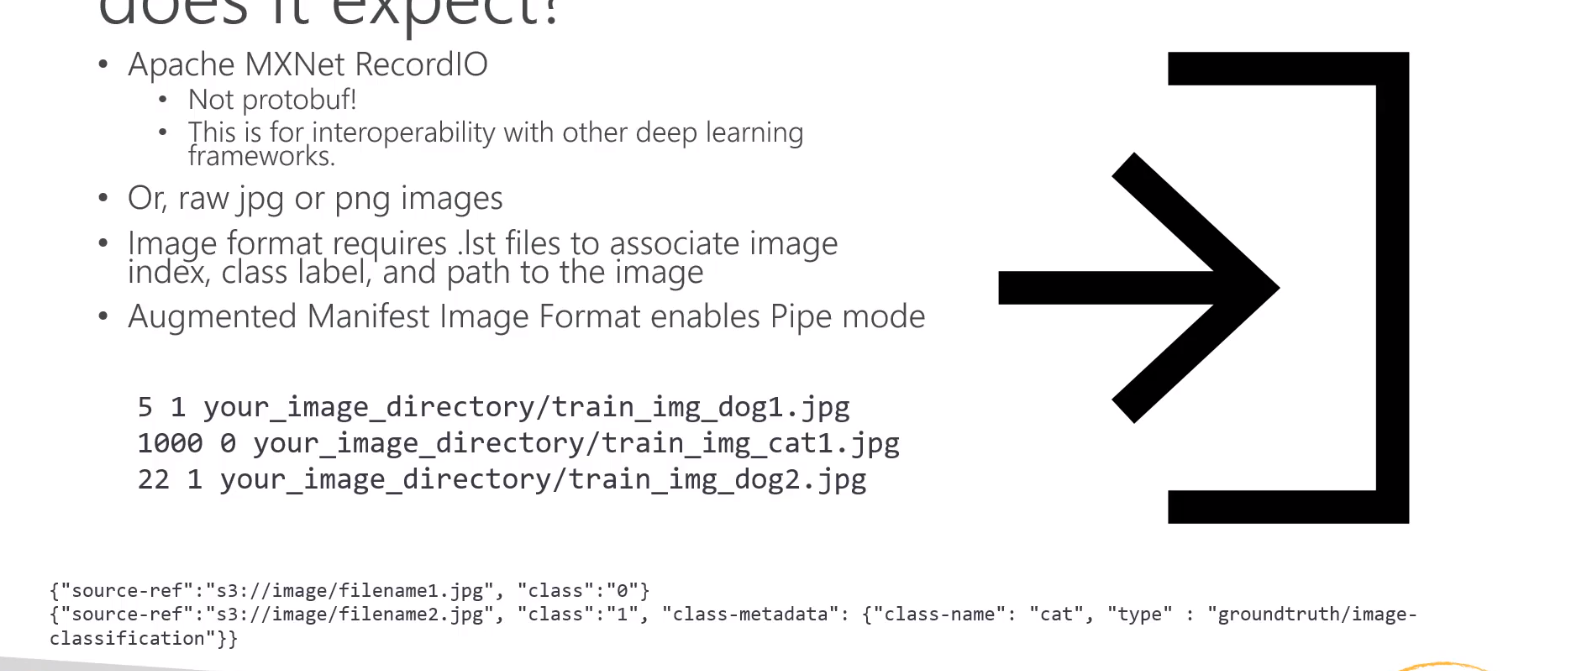 does it expect?
• Apache MXNet RecordIO
• Not protobuf!
• This is for interoperability with other deep learning
frameworks.
• Or, raw jpg or png images
• Image format requires .lst files to associate image
index, class label, and path to the image
• Augmented Manifest Image Format enables Pipe mode
5 1 your_image_directory/train_img_dog1.jpg
1000 0 your_image_directory/train_img_cat1.jpg
22 1 your_image_directory/train_img_dog2.jpg
{"source-ref":"s3://image/filename1.jpg", "class":"0"}
{"source-ref":"s3://image/filename2.jpg", "class":"1", "class-metadata": {"class-name": "cat", "type" : "groundtruth/image-
classification"}}